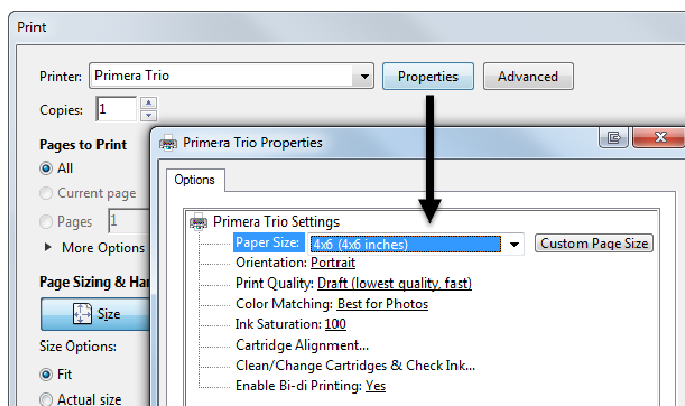 Print
Printer: Primera Trio Properties Advanced
Copies: 1
Pages to Print
All
Current page
Pages 1
More Options
Page Sizing & Har
Size
Size Options:
Fit
Actual size
Primera Trio Properties
Options
Primera Trio Settings
Paper Size: 4x6 (4x6 inches) Custom Page Size
Orientation: Portrait
Print Quality: Draft (lowest quality, fast)
Color Matching: Best for Photos
Ink Saturation: 100
Cartridge Alignment...
Clean/Change Cartridges & Check Ink...
Enable Bi-di Printing: Yes